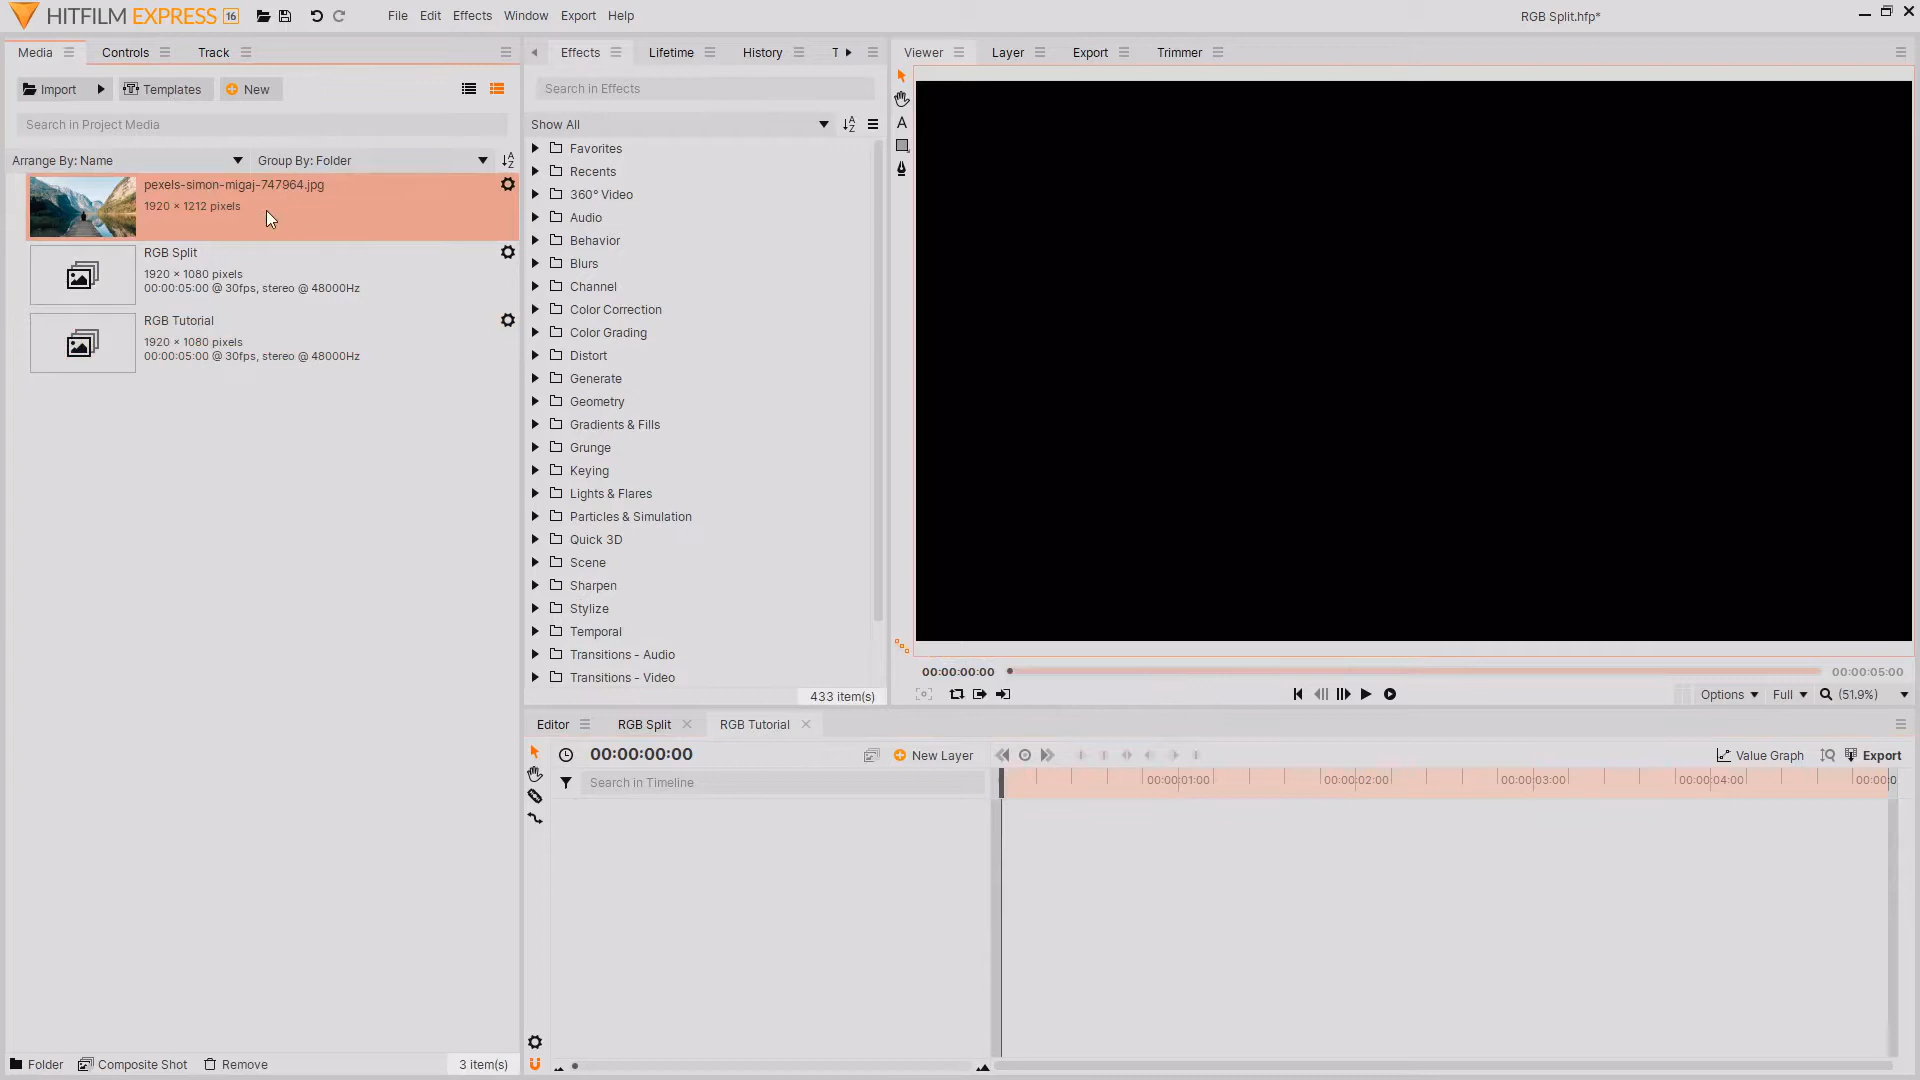 HITFILM EXPRESS 16
File Edit Effects Window Export Help
RGB Split.hfp*
Media Controls Track
Effects Lifetime History T
Viewer Layer Export Trimmer
Import Templates New
Search in Project Media
Arrange By: Name Group By: Folder
pexels-simon-migaj-747964.jpg
1920 × 1212 pixels
RGB Split
1920 × 1080 pixels
00:00:05:00 @ 30fps, stereo @ 48000Hz
RGB Tutorial
1920 × 1080 pixels
00:00:05:00 @ 30fps, stereo @ 48000Hz
Folder Composite Shot Remove 3 item(s)
Search in Effects
Show All
Favorites
Recents
360° Video
Audio
Behavior
Blurs
Channel
Color Correction
Color Grading
Distort
Generate
Geometry
Gradients & Fills
Grunge
Keying
Lights & Flares
Particles & Simulation
Quick 3D
Scene
Sharpen
Stylize
Temporal
Transitions - Audio
Transitions - Video
433 item(s)
A
00:00:00:00 00:00:05:00
Options Full (51.9%)
Editor RGB Split RGB Tutorial
00:00:00:00 New Layer Value Graph Export
Search in Timeline
00:00:01:00 00:00:02:00 00:00:03:00 00:00:04:00 00:00:0